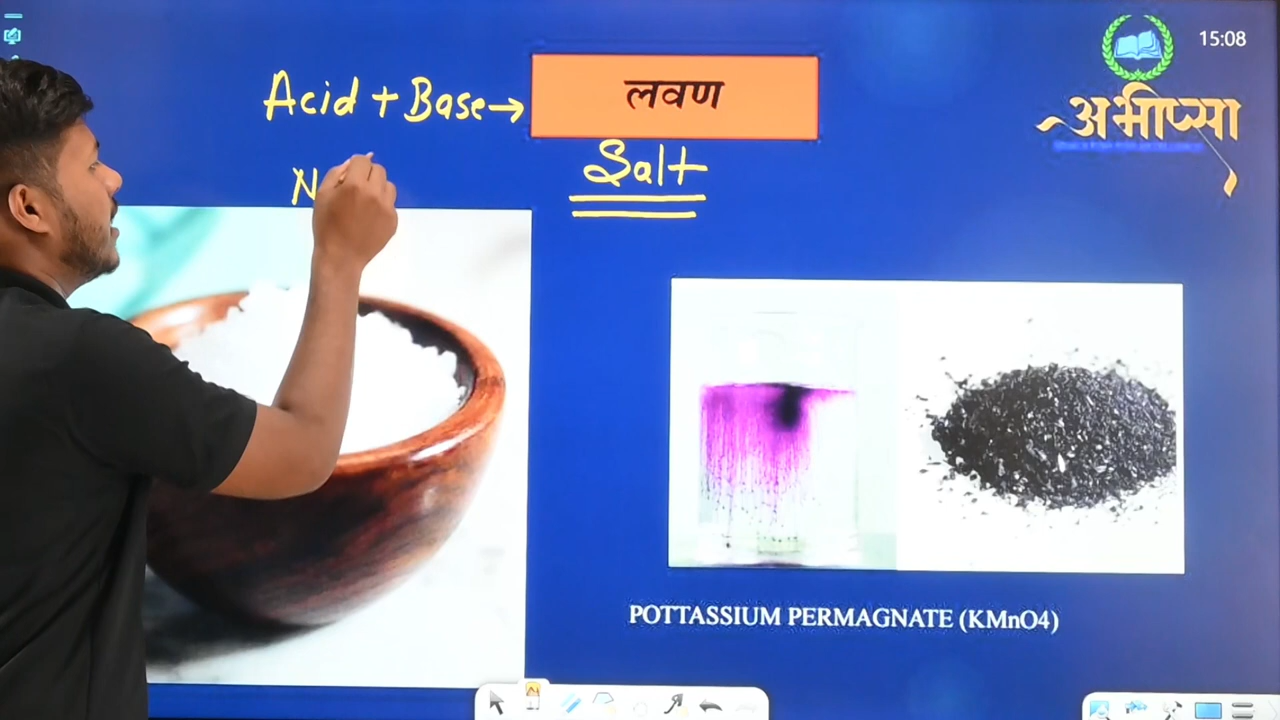 15:08
अभीप्सा
Acid + Base → लवण
Salt
N
POTTASSIUM PERMAGNATE (KMnO4)